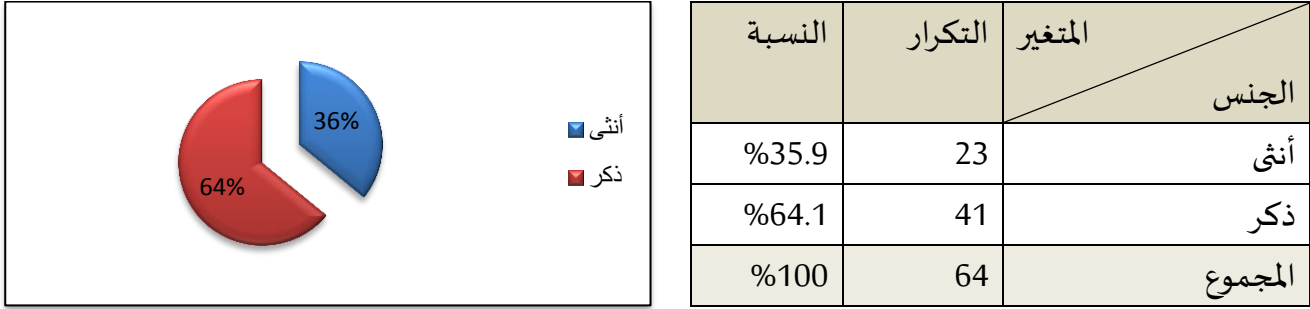 المتغير التكرار النسبة
الجنس
أنثى 23 %35.9
ذكر 41 %64.1
المجموع 64 %100
36%
64%
أنثى
ذكر